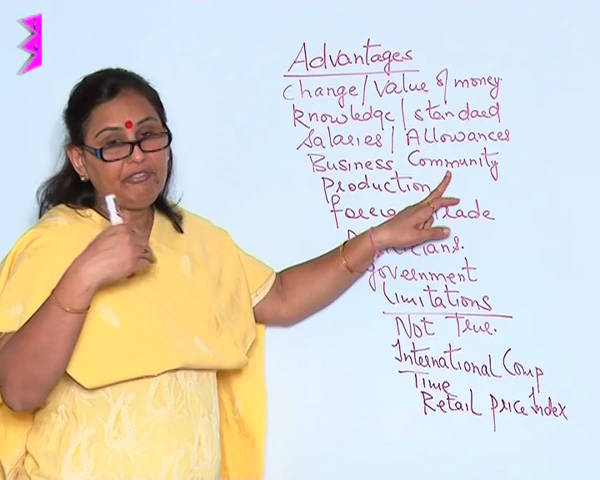 Advantages
Change / Value of money
Knowledge / standard
Salaries / Allowances
Business Community
Production
Trade
Government
Limitations
Not True.
International Comp
Time
Retail price Index